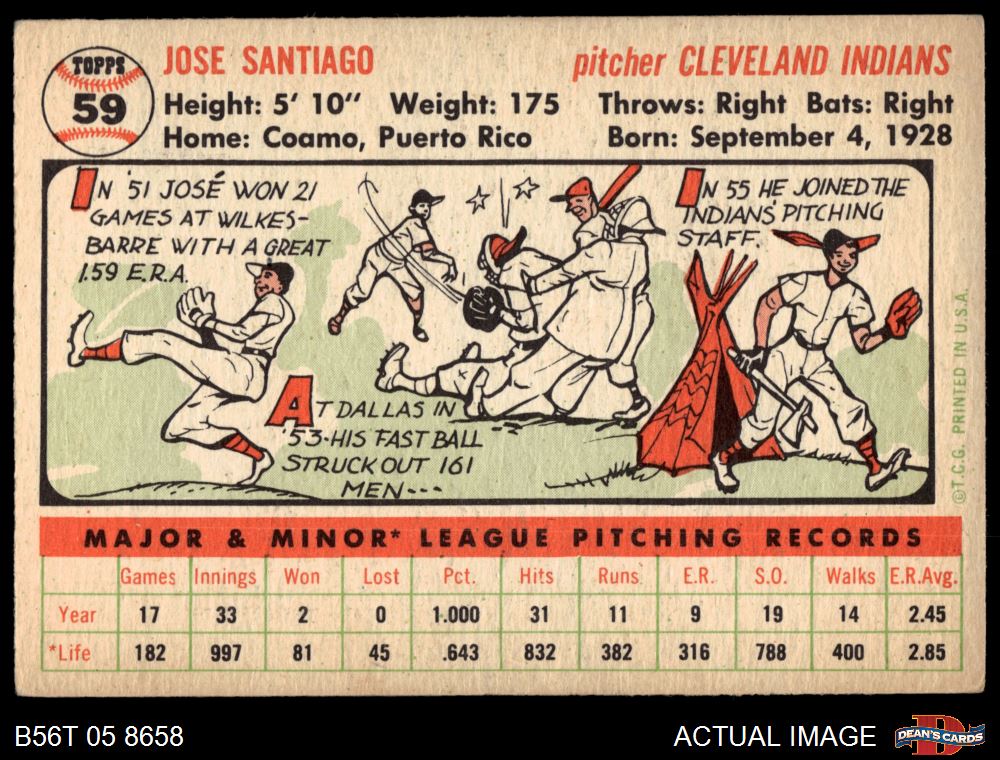 TOPPS
59
JOSE SANTIAGO
pitcher CLEVELAND INDIANS
Height: 5' 10" Weight: 175 Throws: Right Bats: Right
Home: Coamo, Puerto Rico Born: September 4, 1928
IN '51 JOSÉ WON 21
GAMES AT WILKES-
BARRE WITH A GREAT
1.59 E.R.A.
AT DALLAS IN
'53-HIS FAST BALL
STRUCK OUT 161
MEN---
IN 55 HE JOINED THE
INDIANS' PITCHING
STAFF.
©T.C.G. PRINTED IN U.S.A.
MAJOR & MINOR* LEAGUE PITCHING RECORDS
Games Innings Won Lost Pct. Hits Runs E.R. S.O. Walks E.R.Avg.
Year 17 33 2 0 1.000 31 11 9 19 14 2.45
*Life 182 997 81 45 .643 832 382 316 788 400 2.85
B56T 05 8658
ACTUAL IMAGE
D
DEAN'S CARDS